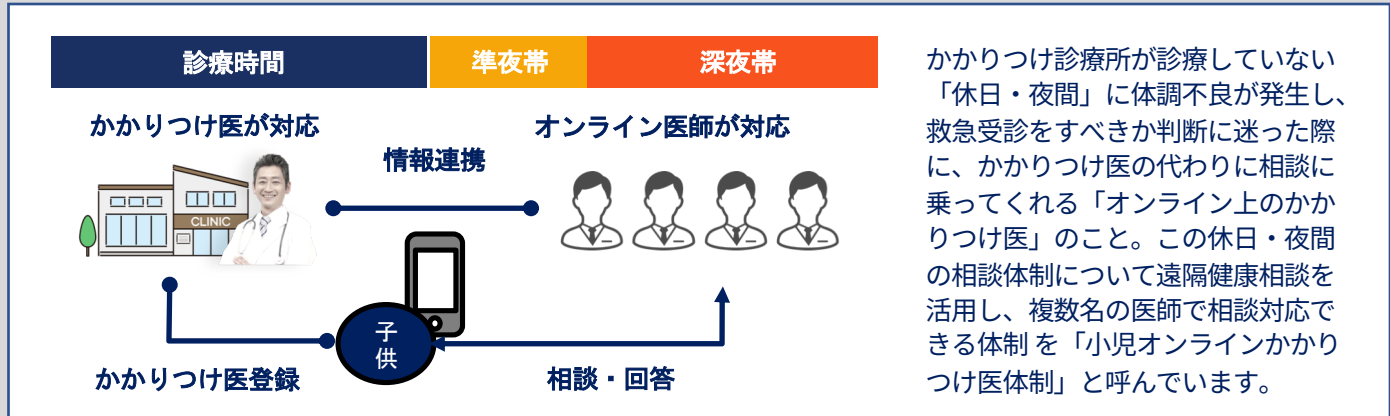 診療時間
準夜帯
深夜帯
かかりつけ医が対応
オンライン医師が対応
情報連携
CLINIC
子
供
かかりつけ医登録
相談・回答
かかりつけ診療所が診療していない
「休日・夜間」に体調不良が発生し、
救急受診をすべきか判断に迷った際
に、かかりつけ医の代わりに相談に
乗ってくれる「オンライン上のかか
りつけ医」のこと。この休日・夜間
の相談体制について遠隔健康相談を
活用し、複数名の医師で相談対応で
きる体制 を「小児オンラインかかり
つけ医体制」と呼んでいます。